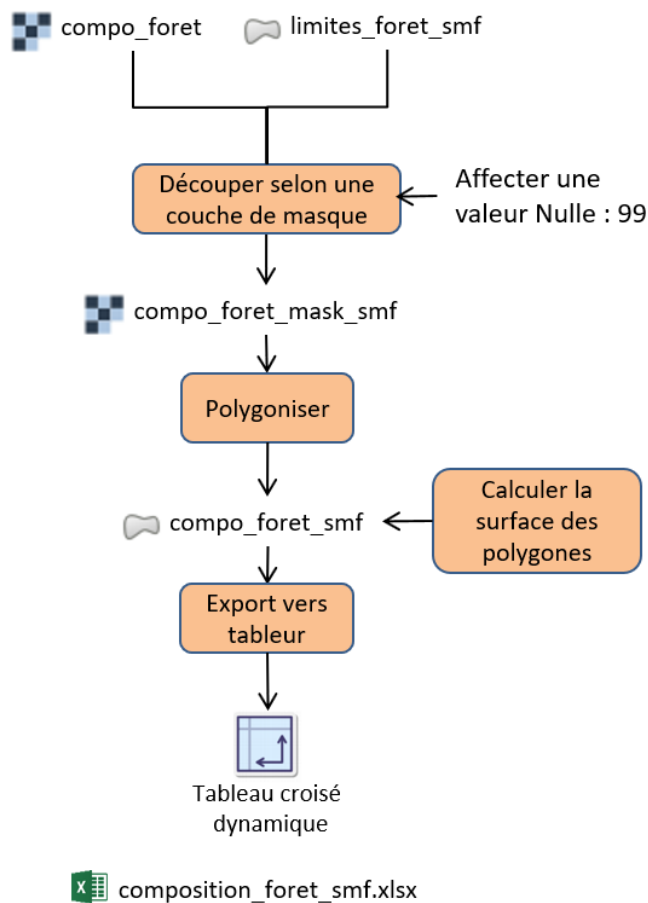 compo_foret
limites_foret_smf
Découper selon une
couche de masque
Affecter une
valeur Nulle : 99
compo_foret_mask_smf
Polygoniser
compo_foret_smf
Calculer la
surface des
polygones
Export vers
tableur
Tableau croisé
dynamique
composition_foret_smf.xlsx